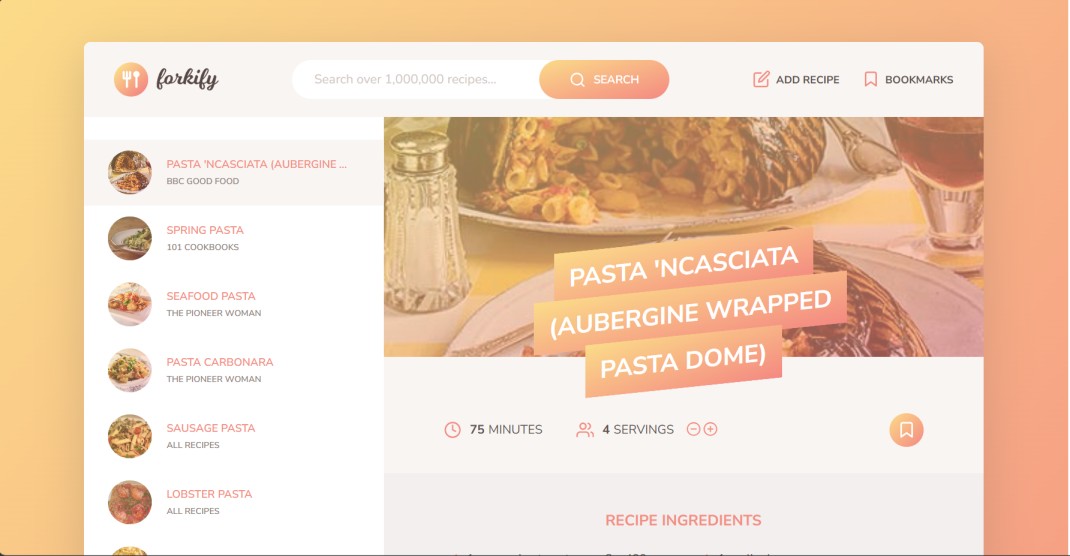 forkify
Search over 1,000,000 recipes...
SEARCH
ADD RECIPE
BOOKMARKS
PASTA 'NCASCIATA (AUBERGINE ...
BBC GOOD FOOD
SPRING PASTA
101 COOKBOOKS
SEAFOOD PASTA
THE PIONEER WOMAN
PASTA CARBONARA
THE PIONEER WOMAN
SAUSAGE PASTA
ALL RECIPES
LOBSTER PASTA
ALL RECIPES
PASTA 'NCASCIATA
(AUBERGINE WRAPPED
PASTA DOME)
75 MINUTES
4 SERVINGS
RECIPE INGREDIENTS